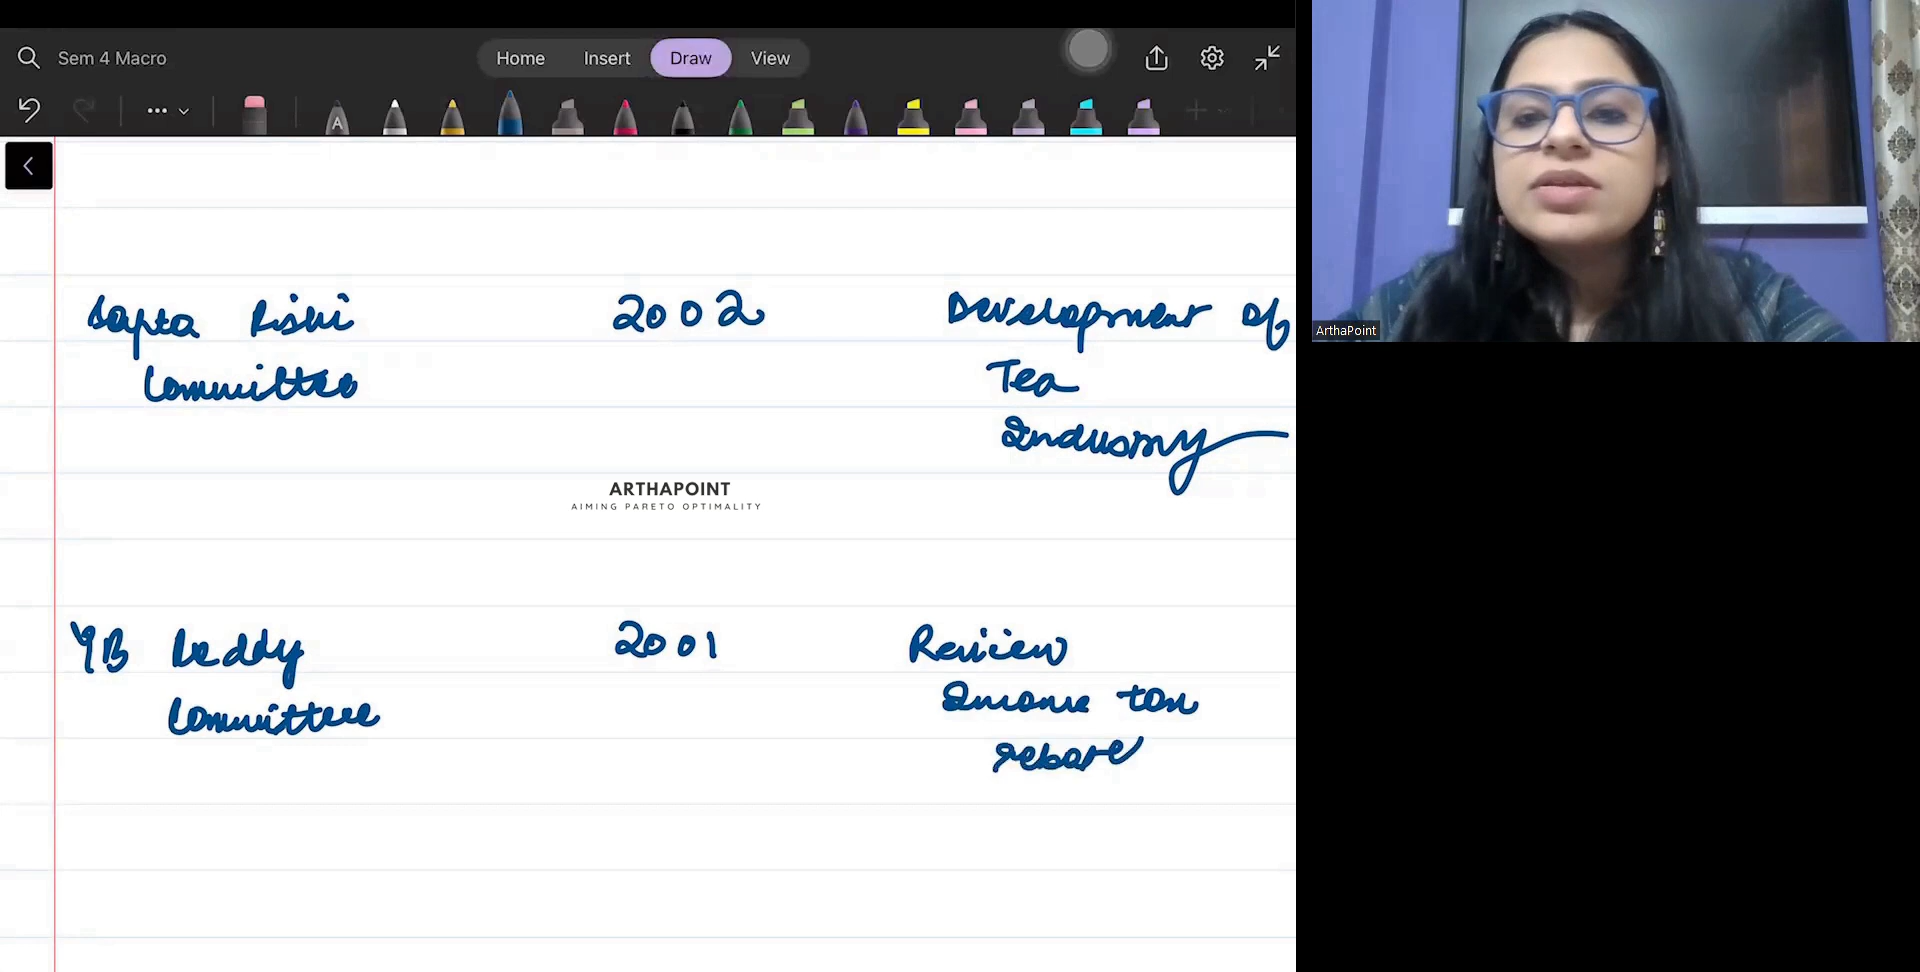 Sem 4 Macro
Home Insert Draw View
A
Sapta Rishi 2002 Development of
Committee Tea
Industry
ARTHAPOINT
AIMING PARETO OPTIMALITY
YB Reddy 2001 Review
Committee Income tax
rebate
ArthaPoint